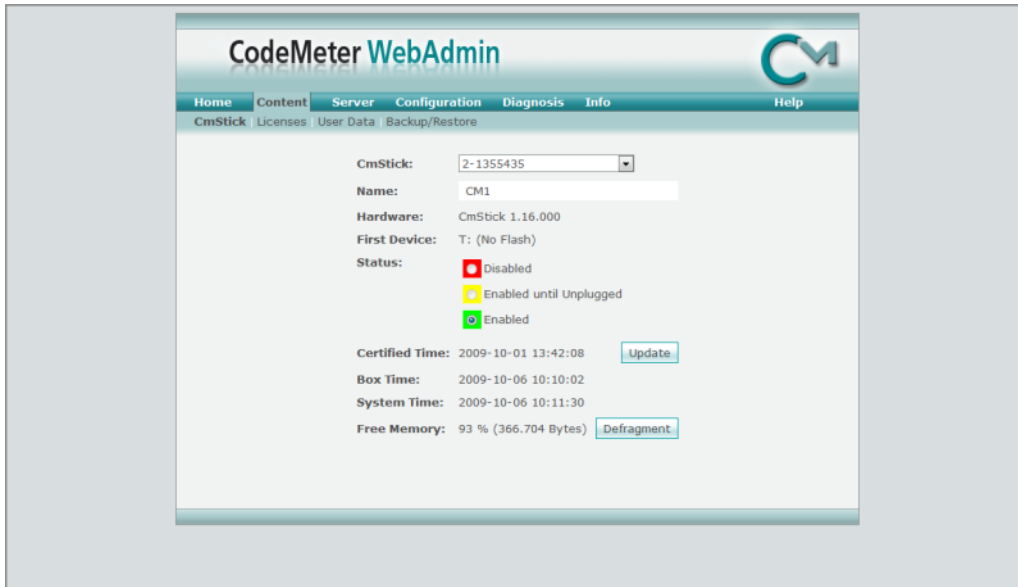 CodeMeter WebAdmin
CM
Home Content Server Configuration Diagnosis Info Help
CmStick | Licenses | User Data | Backup/Restore
CmStick: 2-1355435
Name: CM1
Hardware: CmStick 1.16.000
First Device: T: (No Flash)
Status: Disabled
Enabled until Unplugged
Enabled
Certified Time: 2009-10-01 13:42:08 Update
Box Time: 2009-10-06 10:10:02
System Time: 2009-10-06 10:11:30
Free Memory: 93 % (366.704 Bytes) Defragment